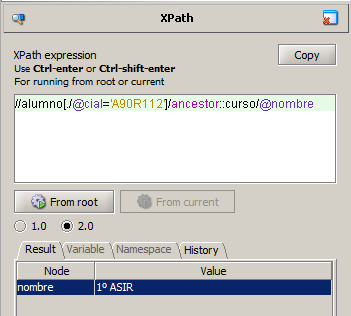 XPath
XPath expression
Copy
Use Ctrl-enter or Ctrl-shift-enter
For running from root or current
//alumno[./@cial='A90R112']/ancestor::curso/@nombre
From root
From current
1.0
2.0
Result Variable Namespace History
Node Value
nombre 1º ASIR